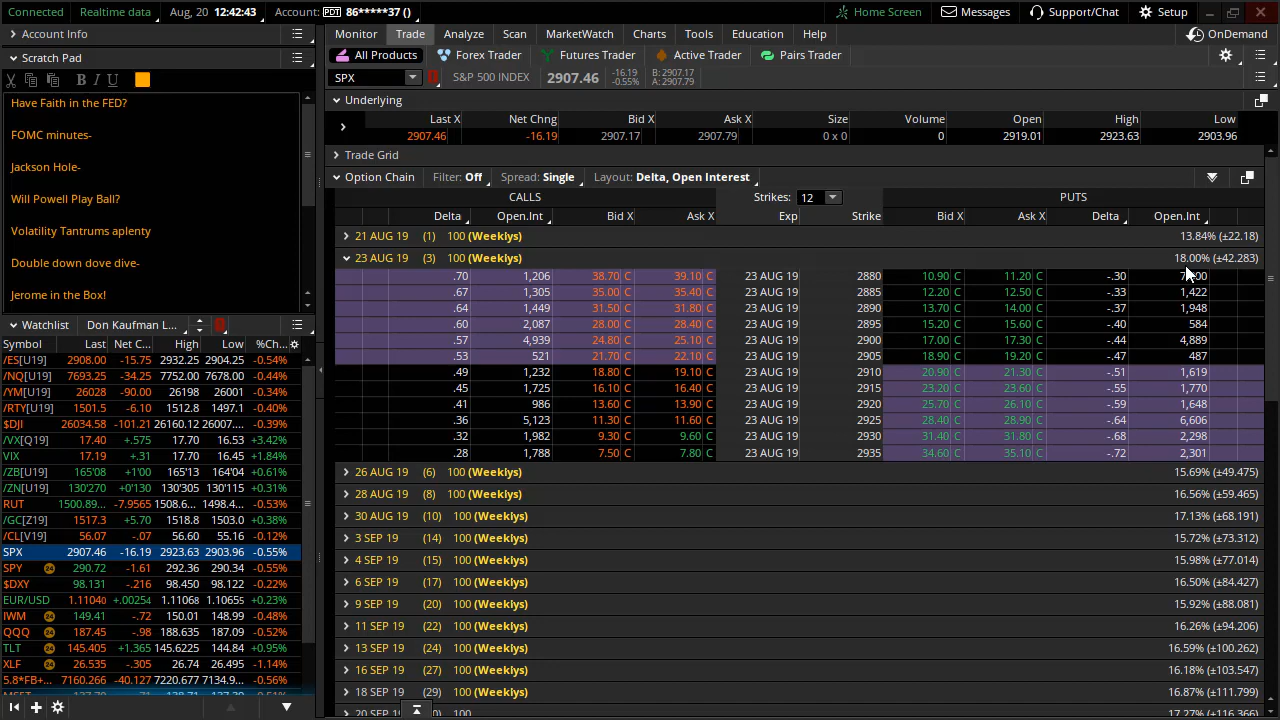 Connected Realtime data Aug, 20 12:42:43 Account: PDT 86*****37 () Home Screen Messages Support/Chat Setup
Account Info
Scratch Pad
B I U
Have Faith in the FED?
FOMC minutes-
Jackson Hole-
Will Powell Play Ball?
Volatility Tantrums aplenty
Double down dove dive-
Jerome in the Box!
Watchlist Don Kaufman L...
Symbol Last Net C... High Low %Ch...
/ES[U19] 2908.00 -15.75 2932.25 2904.25 -0.54%
/NQ[U19] 7693.25 -34.25 7752.00 7678.00 -0.44%
/YM[U19] 26028 -90.00 26198 26001 -0.34%
/RTY[U19] 1501.5 -6.10 1512.8 1497.1 -0.40%
$DJI 26034.58 -101.21 26160.12 26007... -0.39%
/VX[Q19] 17.40 +.575 17.70 16.53 +3.42%
VIX 17.19 +.31 17.70 16.45 +1.84%
/ZB[U19] 165'08 +1'00 165'13 164'04 +0.61%
/ZN[U19] 130'270 +0'130 130'305 130'115 +0.31%
RUT 1500.89... -7.9565 1508.6... 1498.4... -0.53%
/GC[Z19] 1517.3 +5.70 1518.8 1503.0 +0.38%
/CL[V19] 56.07 -.07 56.60 55.16 -0.12%
SPX 2907.46 -16.19 2923.63 2903.96 -0.55%
SPY 24 290.72 -1.61 292.36 290.34 -0.55%
$DXY 98.131 -.216 98.450 98.122 -0.22%
EUR/USD 1.11040 +.00254 1.11068 1.10655 +0.23%
IWM 24 149.41 -.72 150.01 148.99 -0.48%
QQQ 24 187.45 -.98 188.635 187.09 -0.52%
TLT 24 145.405 +1.365 145.6225 144.84 +0.95%
XLF 24 26.535 -.305 26.74 26.495 -1.14%
5.8*FB+... 7160.266 -40.127 7220.677 7134.9... -0.56%
Monitor Trade Analyze Scan MarketWatch Charts Tools Education Help OnDemand
All Products Forex Trader Futures Trader Active Trader Pairs Trader
SPX S&P 500 INDEX 2907.46 -16.19 -0.55% B: 2907.17 A: 2907.79
Underlying
Last X Net Chng Bid X Ask X Size Volume Open High Low
2907.46 -16.19 2907.17 2907.79 0 x 0 0 2919.01 2923.63 2903.96
Trade Grid
Option Chain Filter: Off Spread: Single Layout: Delta, Open Interest
CALLS Strikes: 12 PUTS
Delta Open.Int Bid X Ask X Exp Strike Bid X Ask X Delta Open.Int
21 AUG 19 (1) 100 (Weeklys) 13.84% (±22.18)
23 AUG 19 (3) 100 (Weeklys) 18.00% (±42.283)
.70 1,206 38.70 C 39.10 C 23 AUG 19 2880 10.90 C 11.20 C -.30
.67 1,305 35.00 C 35.40 C 23 AUG 19 2885 12.20 C 12.50 C -.33 1,422
.64 1,449 31.50 C 31.80 C 23 AUG 19 2890 13.70 C 14.00 C -.37 1,948
.60 2,087 28.00 C 28.40 C 23 AUG 19 2895 15.20 C 15.60 C -.40 584
.57 4,939 24.80 C 25.10 C 23 AUG 19 2900 17.00 C 17.30 C -.44 4,889
.53 521 21.70 C 22.10 C 23 AUG 19 2905 18.90 C 19.20 C -.47 487
.49 1,232 18.80 C 19.10 C 23 AUG 19 2910 20.90 C 21.30 C -.51 1,619
.45 1,725 16.10 C 16.40 C 23 AUG 19 2915 23.20 C 23.60 C -.55 1,770
.41 986 13.60 C 13.90 C 23 AUG 19 2920 25.70 C 26.10 C -.59 1,648
.36 5,123 11.30 C 11.60 C 23 AUG 19 2925 28.40 C 28.90 C -.64 6,606
.32 1,982 9.30 C 9.60 C 23 AUG 19 2930 31.40 C 31.80 C -.68 2,298
.28 1,788 7.50 C 7.80 C 23 AUG 19 2935 34.60 C 35.10 C -.72 2,301
26 AUG 19 (6) 100 (Weeklys) 15.69% (±49.475)
28 AUG 19 (8) 100 (Weeklys) 16.56% (±59.465)
30 AUG 19 (10) 100 (Weeklys) 17.13% (±68.191)
3 SEP 19 (14) 100 (Weeklys) 15.72% (±73.312)
4 SEP 19 (15) 100 (Weeklys) 15.98% (±77.014)
6 SEP 19 (17) 100 (Weeklys) 16.50% (±84.427)
9 SEP 19 (20) 100 (Weeklys) 15.92% (±88.081)
11 SEP 19 (22) 100 (Weeklys) 16.26% (±94.206)
13 SEP 19 (24) 100 (Weeklys) 16.59% (±100.262)
16 SEP 19 (27) 100 (Weeklys) 16.18% (±103.547)
18 SEP 19 (29) 100 (Weeklys) 16.87% (±111.799)
20 SEP 19 100 17.27% (±116.366)